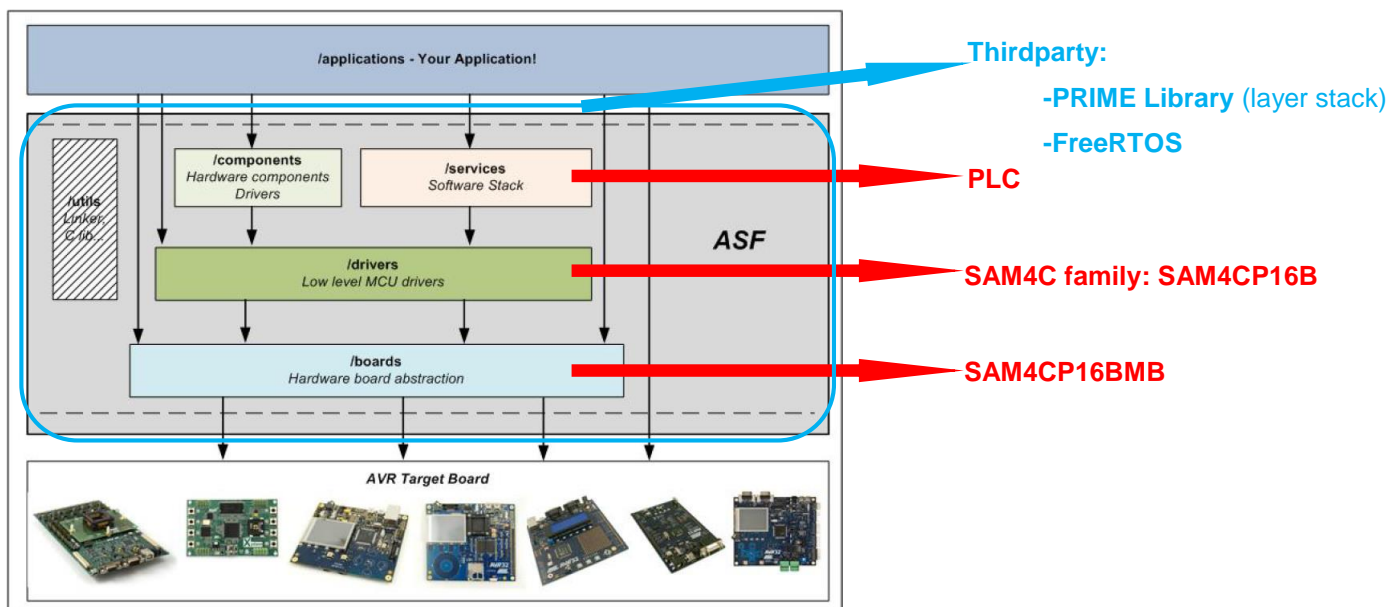 /applications - Your Application!
Thirdparty:
-PRIME Library (layer stack)
-FreeRTOS
/components
Hardware components
Drivers
/services
Software Stack
PLC
/utils
Linker,
C lib...
ASF
/drivers
Low level MCU drivers
SAM4C family: SAM4CP16B
/boards
Hardware board abstraction
SAM4CP16BMB
AVR Target Board